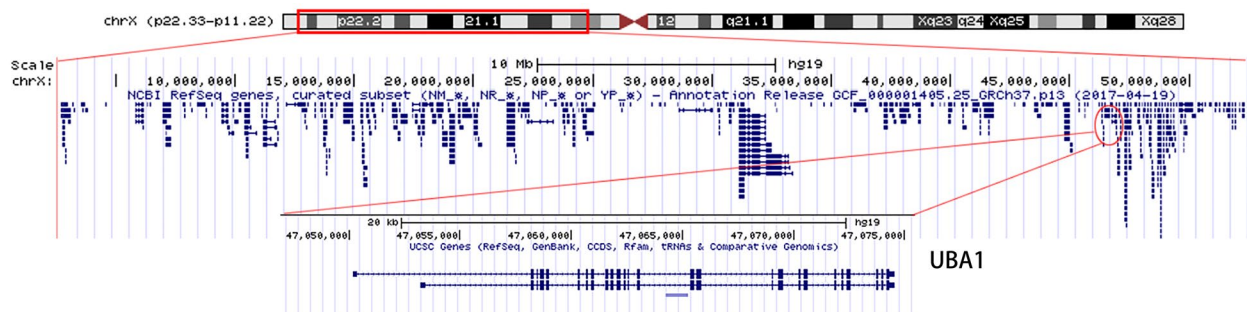 chrX (p22.33-p11.22) p22.2 21.1 12 q21.1 Xq23 q24 Xq25 Xq28
Scale 10 Mb hg19
chrX: 10,000,000 15,000,000 20,000,000 25,000,000 30,000,000 35,000,000 40,000,000 45,000,000 50,000,000
NCBI RefSeq genes, curated subset (NM_*, NR_*, NP_* or YP_*) - Annotation Release GCF_000001405.25_GRCh37.p13 (2017-04-19)
20 kb hg19
47,050,000 47,055,000 47,060,000 47,065,000 47,070,000 47,075,000
UCSC Genes (RefSeq, GenBank, CCDS, Rfam, tRNAs & Comparative Genomics)
UBA1